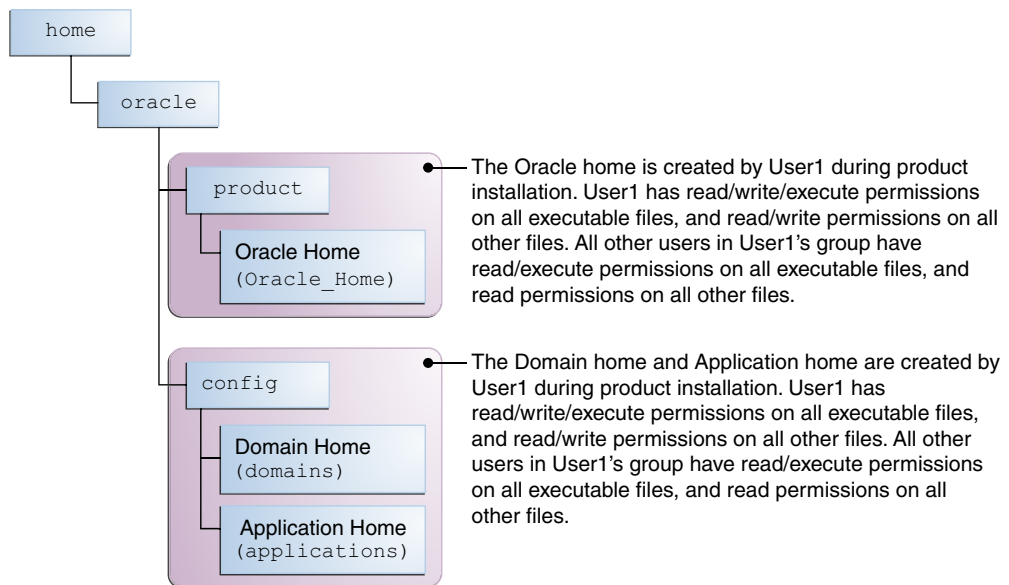 home
oracle
product
Oracle Home
(Oracle_Home)
The Oracle home is created by User1 during product
installation. User1 has read/write/execute permissions
on all executable files, and read/write permissions on all
other files. All other users in User1's group have
read/execute permissions on all executable files, and
read permissions on all other files.
config
Domain Home
(domains)
Application Home
(applications)
The Domain home and Application home are created by
User1 during product installation. User1 has
read/write/execute permissions on all executable files,
and read/write permissions on all other files. All other
users in User1's group have read/execute permissions
on all executable files, and read permissions on all
other files.